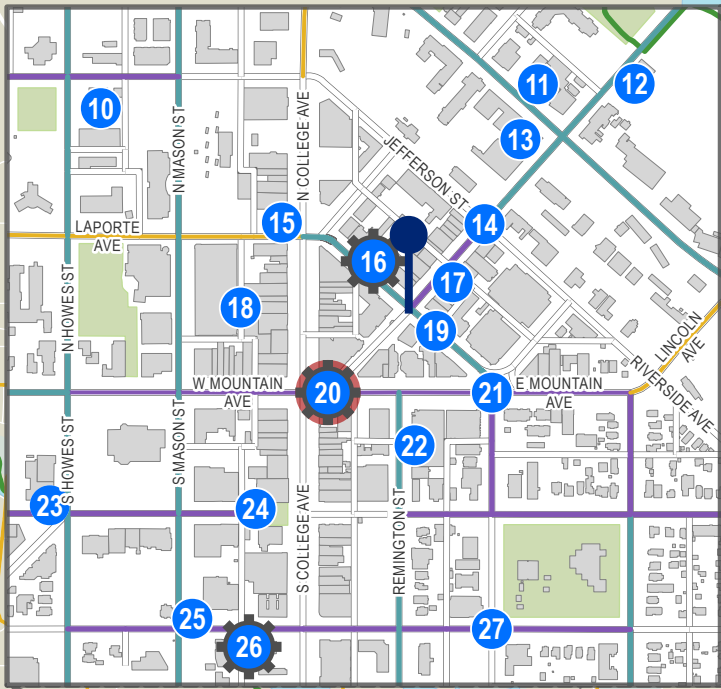 11
12
10
13
N MASON ST
N COLLEGE AVE
JEFFERSON ST
15
14
LAPORTE
AVE
16
17
N HOWES ST
18
19
LINCOLN
AVE
RIVERSIDE AVE
W MOUNTAIN
AVE
20
21
E MOUNTAIN
AVE
S HOWES ST
S MASON ST
22
23
24
S COLLEGE AVE
REMINGTON ST
25
26
27